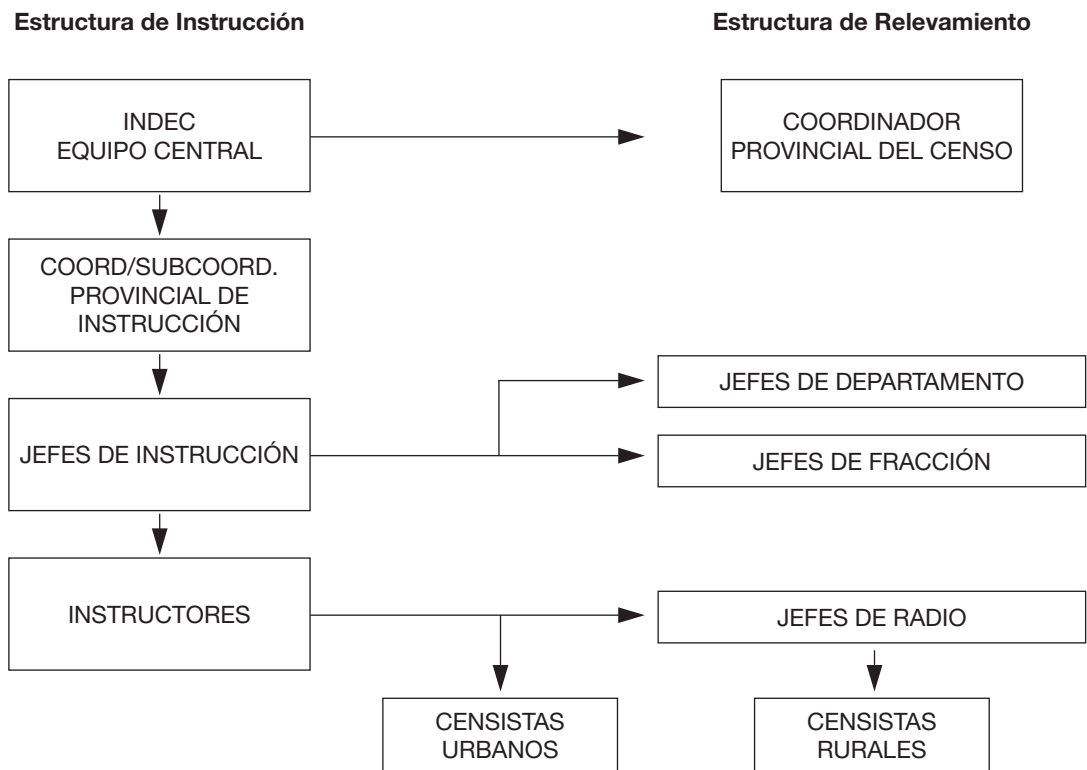 Estructura de Instrucción
Estructura de Relevamiento
INDEC
EQUIPO CENTRAL
COORDINADOR
PROVINCIAL DEL CENSO
COORD/SUBCOORD.
PROVINCIAL DE
INSTRUCCIÓN
JEFES DE DEPARTAMENTO
JEFES DE INSTRUCCIÓN
JEFES DE FRACCIÓN
INSTRUCTORES
JEFES DE RADIO
CENSISTAS
URBANOS
CENSISTAS
RURALES